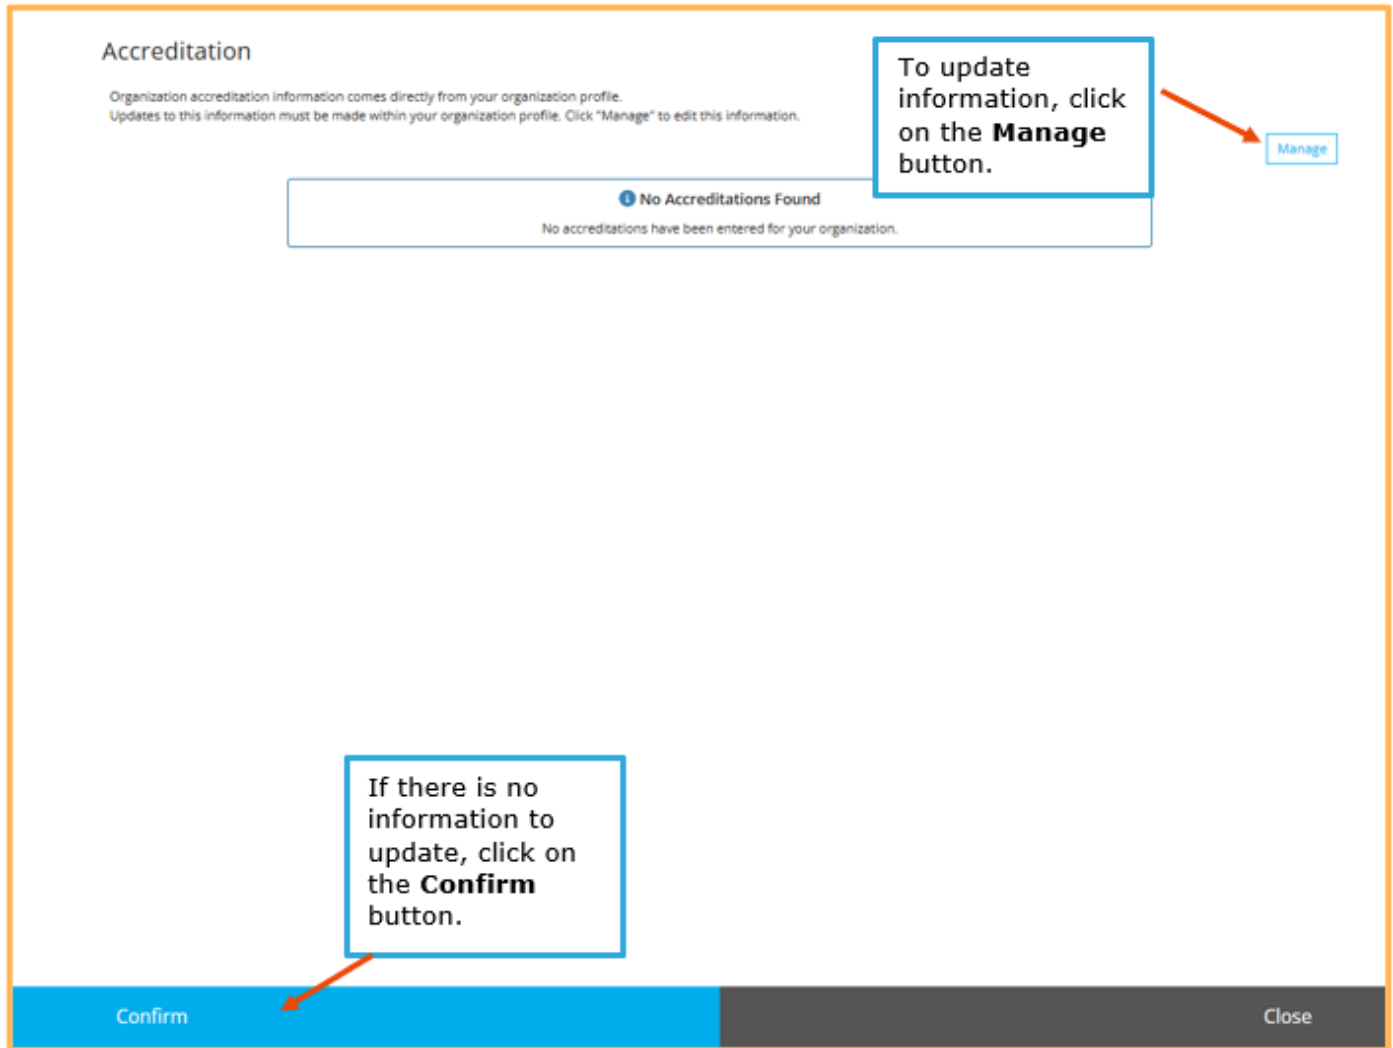 Accreditation
Organization accreditation information comes directly from your organization profile.
Updates to this information must be made within your organization profile. Click "Manage" to edit this information.
To update
information, click
on the Manage
button.
Manage
No Accreditations Found
No accreditations have been entered for your organization.
If there is no
information to
update, click on
the Confirm
button.
Confirm
Close